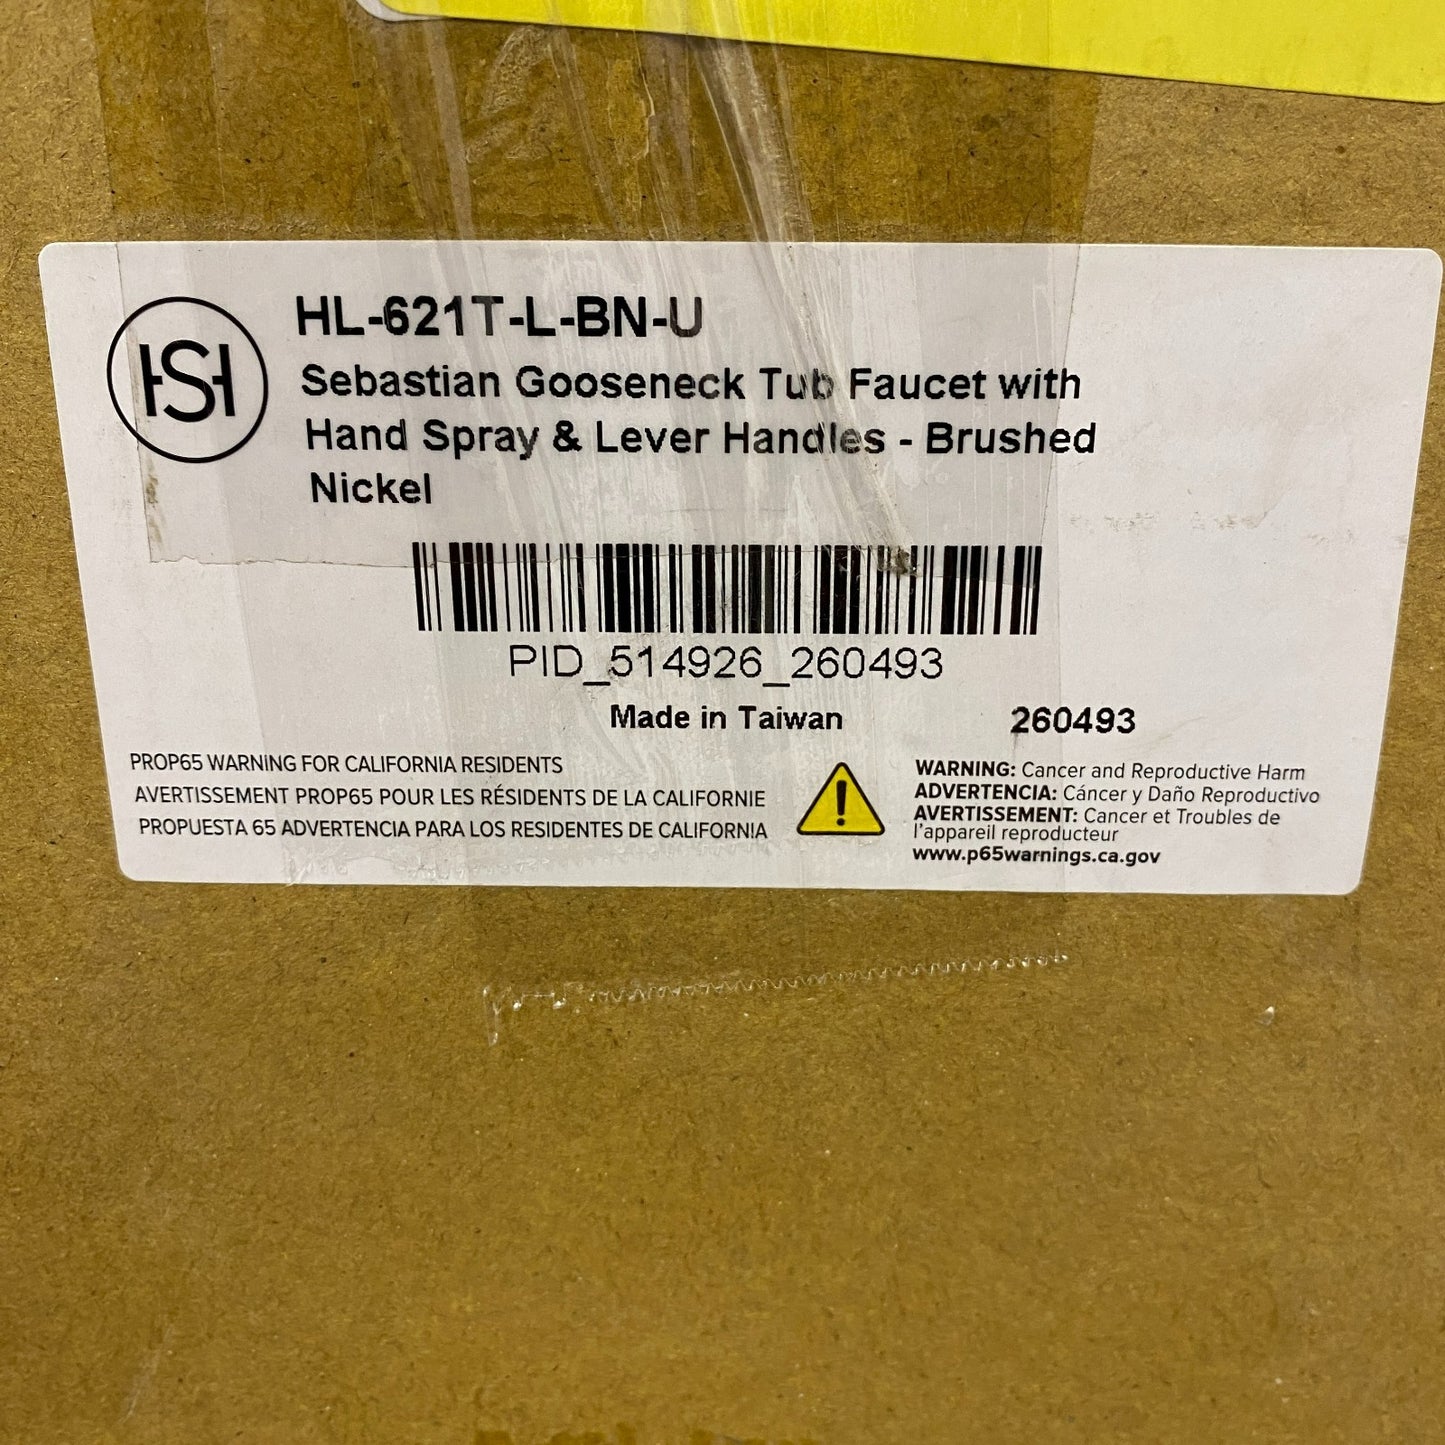 HSH
HL-621T-L-BN-U
Sebastian Gooseneck Tub Faucet with
Hand Spray & Lever Handles - Brushed
Nickel
PID_514926_260493
Made in Taiwan
260493
PROP65 WARNING FOR CALIFORNIA RESIDENTS
AVERTISSEMENT PROP65 POUR LES RÉSIDENTS DE LA CALIFORNIE
PROPUESTA 65 ADVERTENCIA PARA LOS RESIDENTES DE CALIFORNIA
!
WARNING: Cancer and Reproductive Harm
ADVERTENCIA: Cáncer y Daño Reproductivo
AVERTISSEMENT: Cancer et Troubles de
l'appareil reproducteur
www.p65warnings.ca.gov